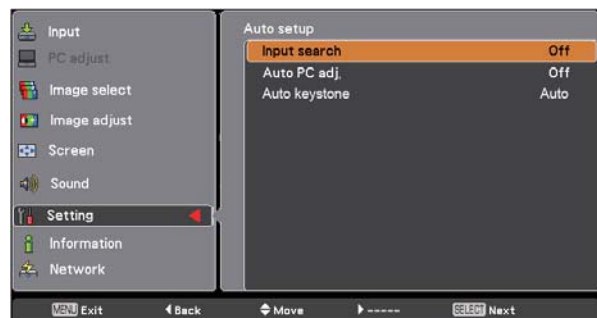 Input
PC adjust
Image select
Image adjust
Screen
Sound
Setting
Information
Network
Auto setup
Input search Off
Auto PC adj. Off
Auto keystone Auto
MENU Exit Back Move ----- SELECT Next